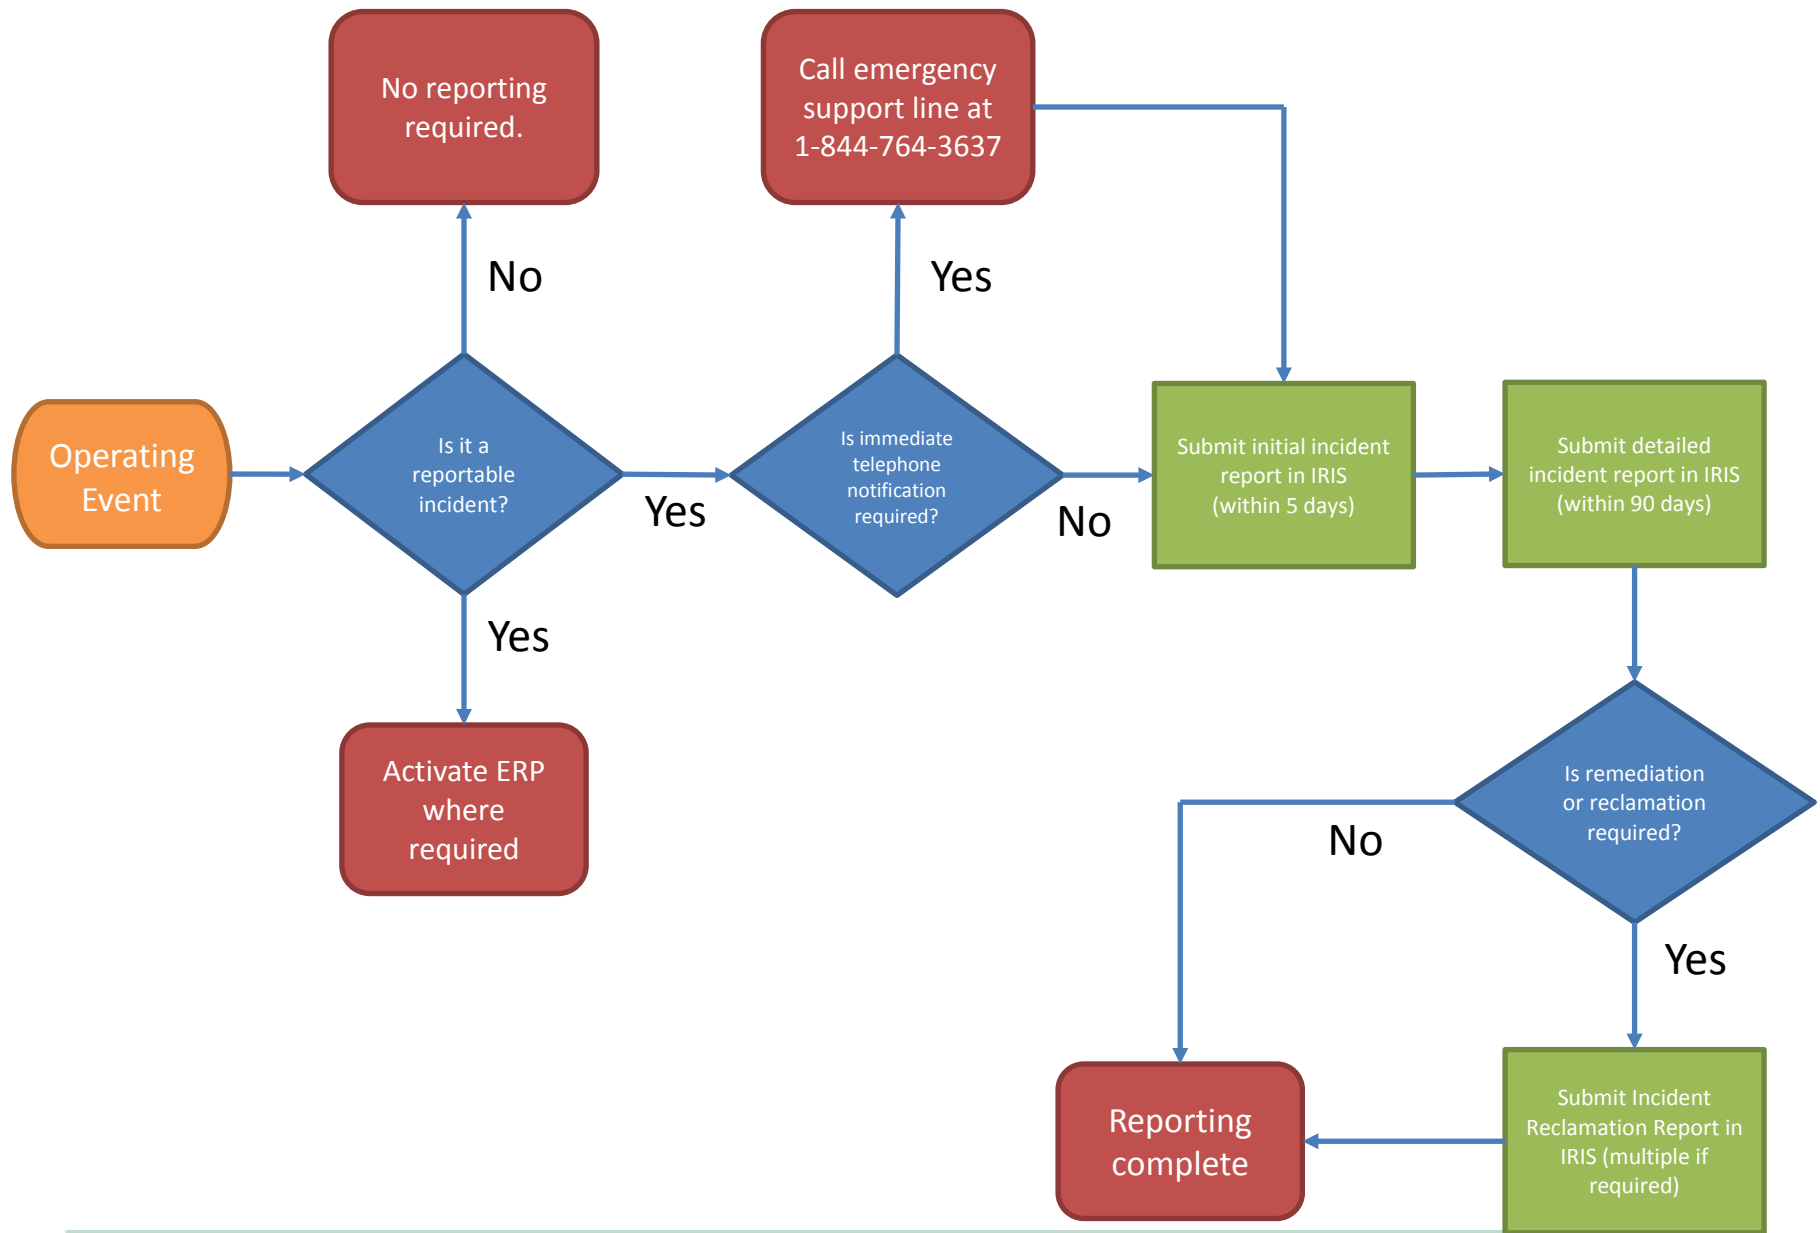 No reporting
required.
Call emergency
support line at
1-844-764-3637
No
Yes
Operating
Event
Is it a
reportable
incident?
Yes
Is immediate
telephone
notification
required?
No
Submit initial incident
report in IRIS
(within 5 days)
Submit detailed
incident report in IRIS
(within 90 days)
Yes
Activate ERP
where
required
Is remediation
or reclamation
required?
No
Yes
Reporting
complete
Submit Incident
Reclamation Report in
IRIS (multiple if
required)